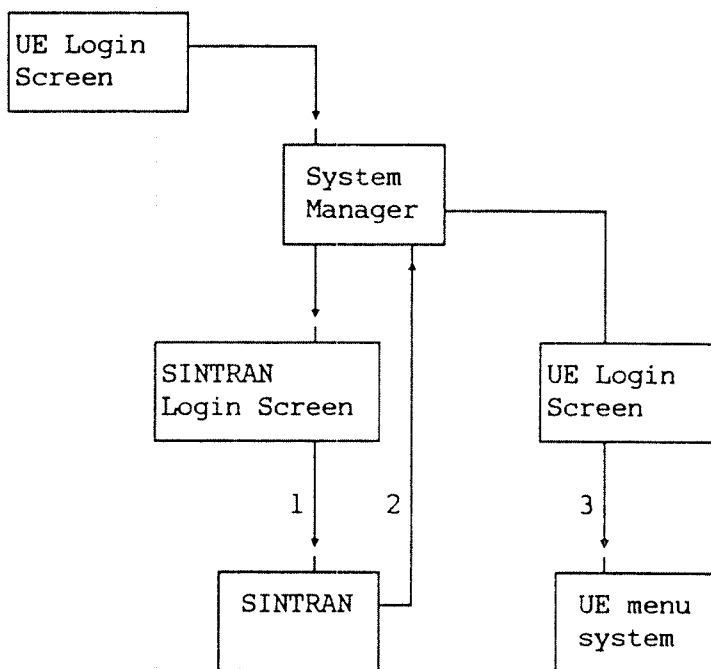 UE Login
Screen
System
Manager
SINTRAN
Login Screen
UE Login
Screen
1
2
3
SINTRAN
UE menu
system